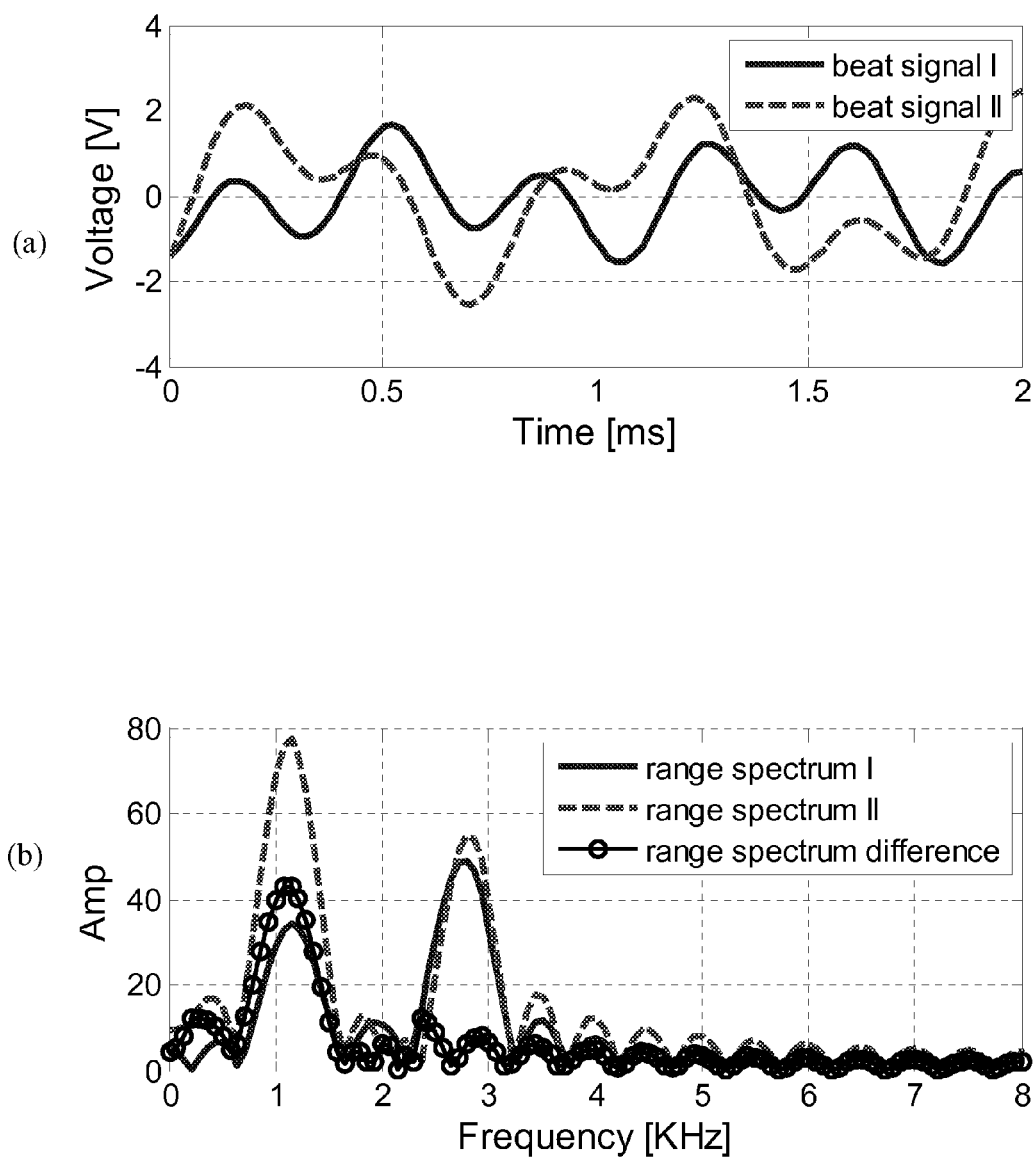 (a)
Voltage [V]
4
2
0
-2
-4
beat signal I
beat signal II
0 0.5 1 1.5 2
Time [ms]
(b)
Amp
80
60
40
20
0
range spectrum I
range spectrum II
range spectrum difference
0 1 2 3 4 5 6 7 8
Frequency [KHz]